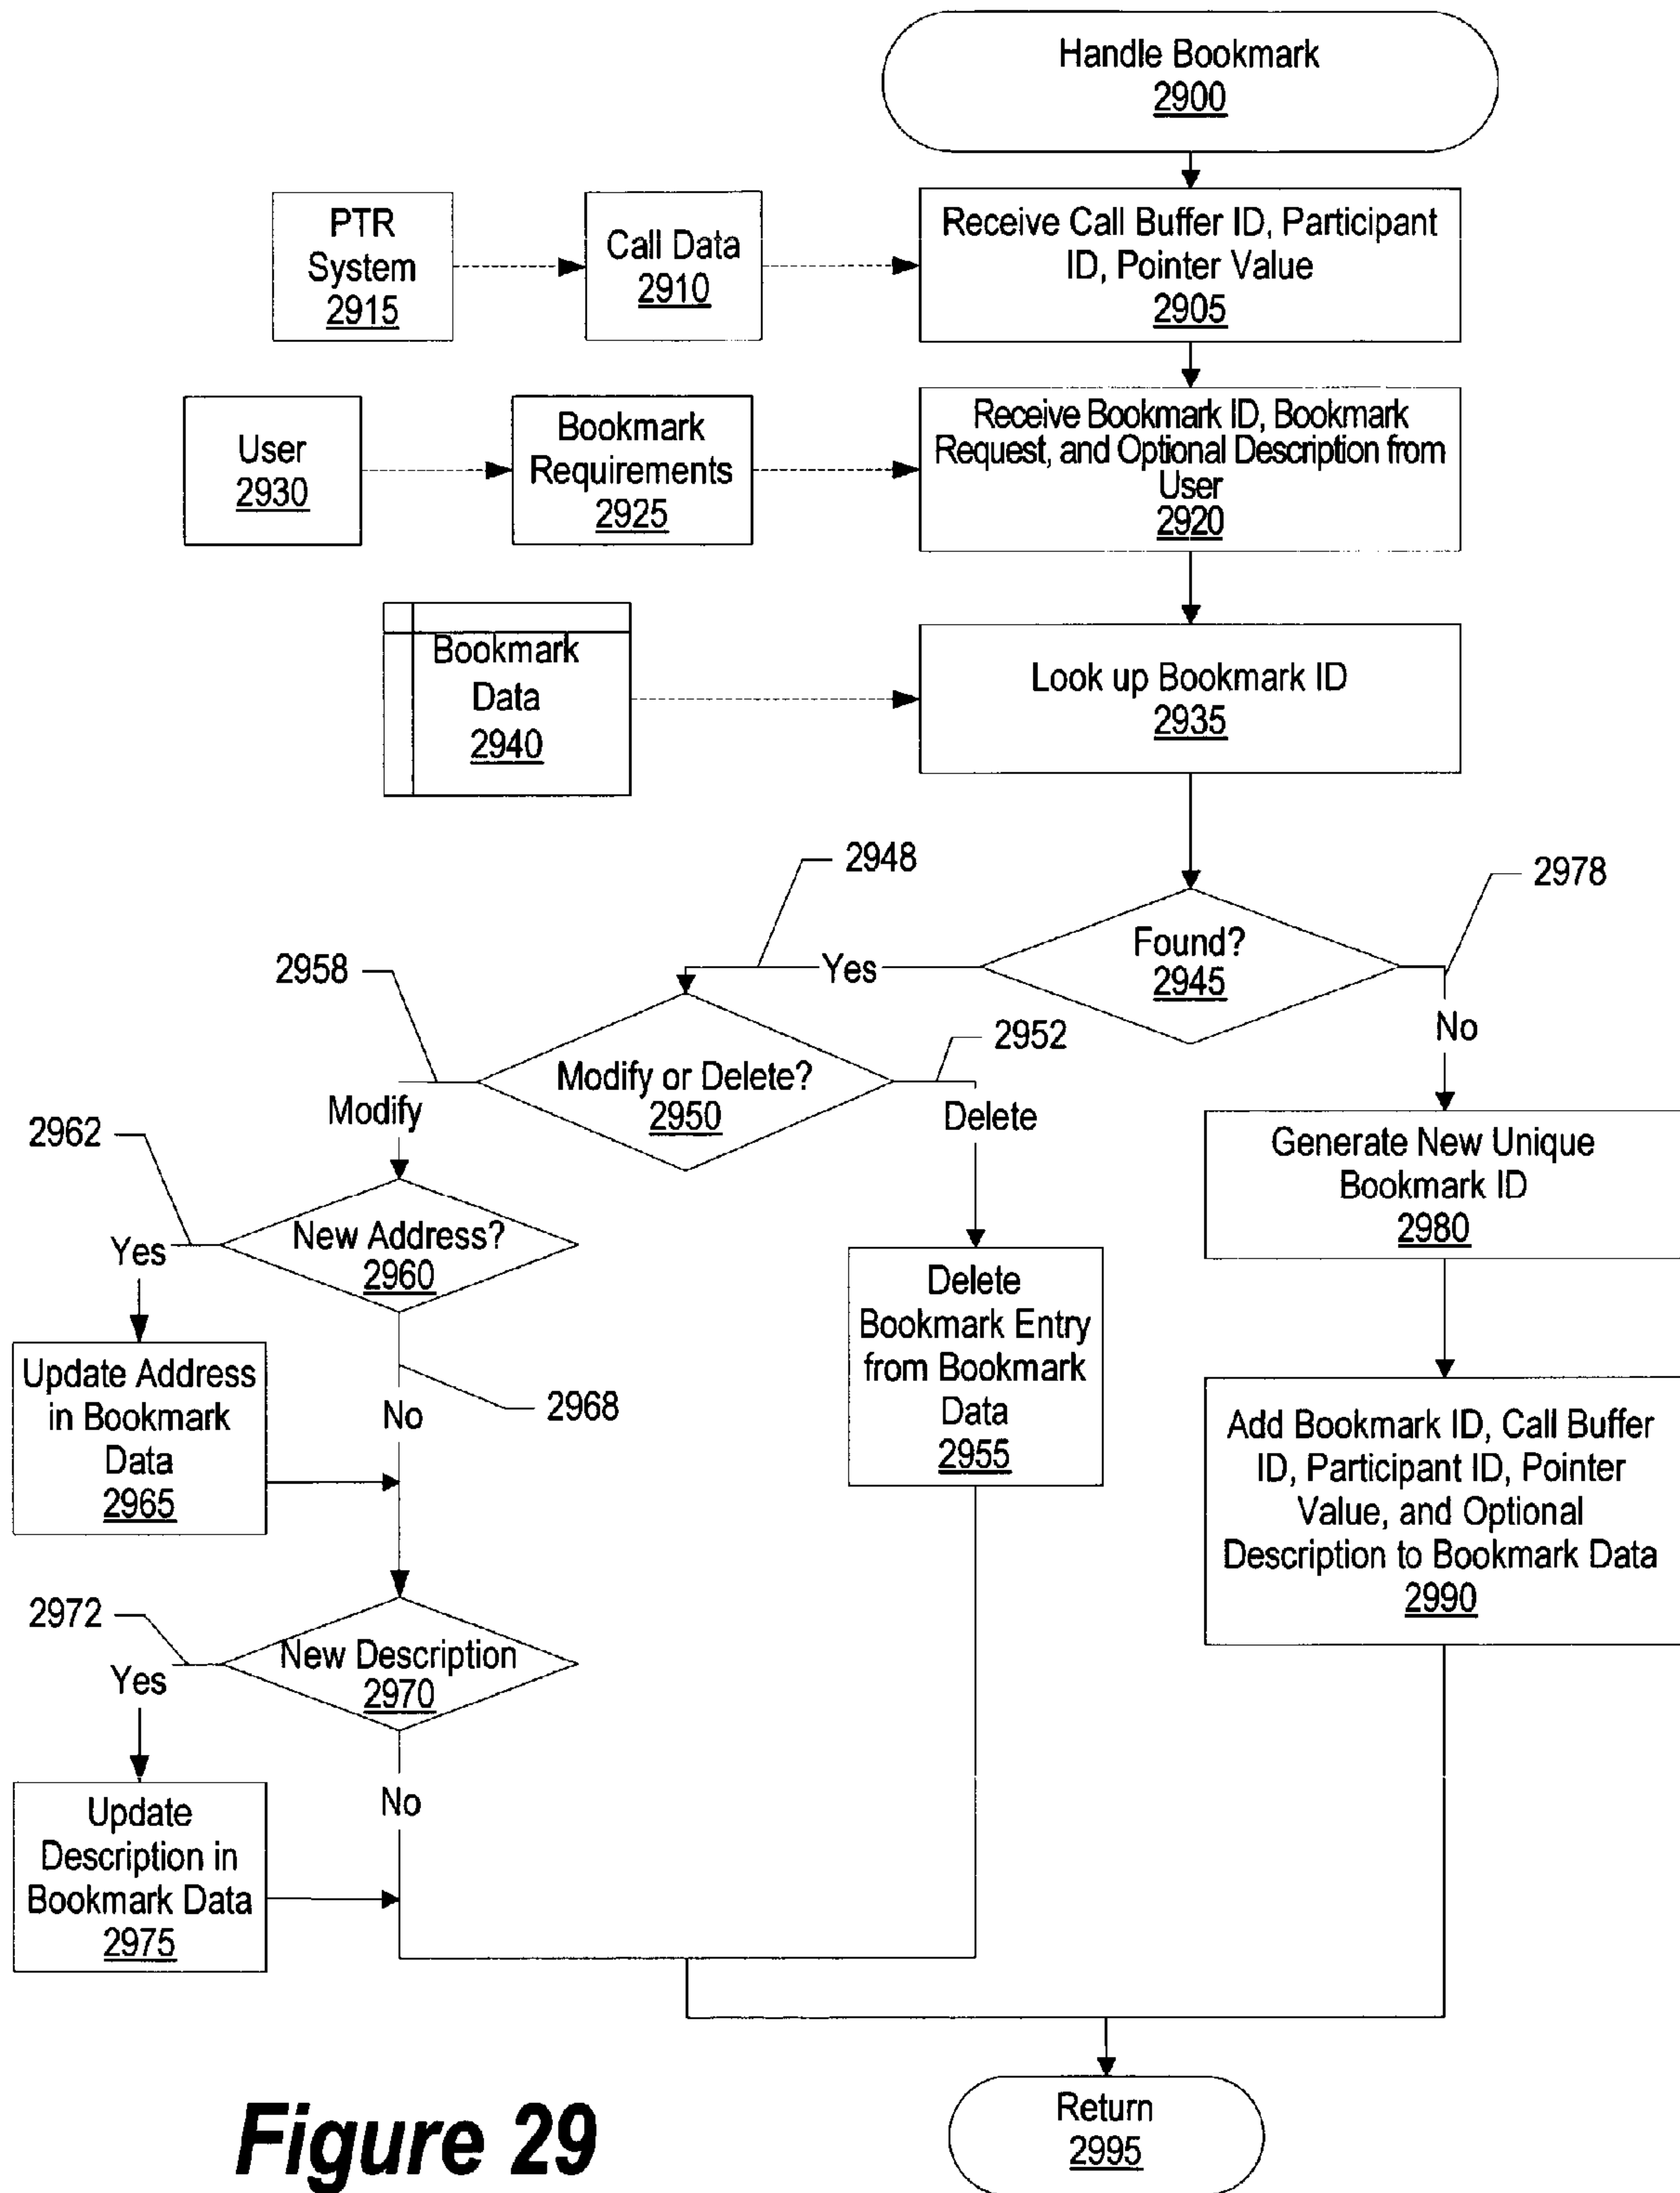 Handle Bookmark
2900
PTR
System
2915
Call Data
2910
Receive Call Buffer ID, Participant
ID, Pointer Value
2905
User
2930
Bookmark
Requirements
2925
Receive Bookmark ID, Bookmark
Request, and Optional Description from
User
2920
Bookmark
Data
2940
Look up Bookmark ID
2935
2948
2978
Found?
2945
Yes
No
2958
2952
Modify or Delete?
2950
Modify
Delete
2962
New Address?
2960
Yes
Generate New Unique
Bookmark ID
2980
Update Address
in Bookmark
Data
2965
2968
No
Delete
Bookmark Entry
from Bookmark
Data
2955
Add Bookmark ID, Call Buffer
ID, Participant ID, Pointer
Value, and Optional
Description to Bookmark Data
2990
2972
New Description
2970
Yes
No
Update
Description in
Bookmark Data
2975
Return
2995
Figure 29